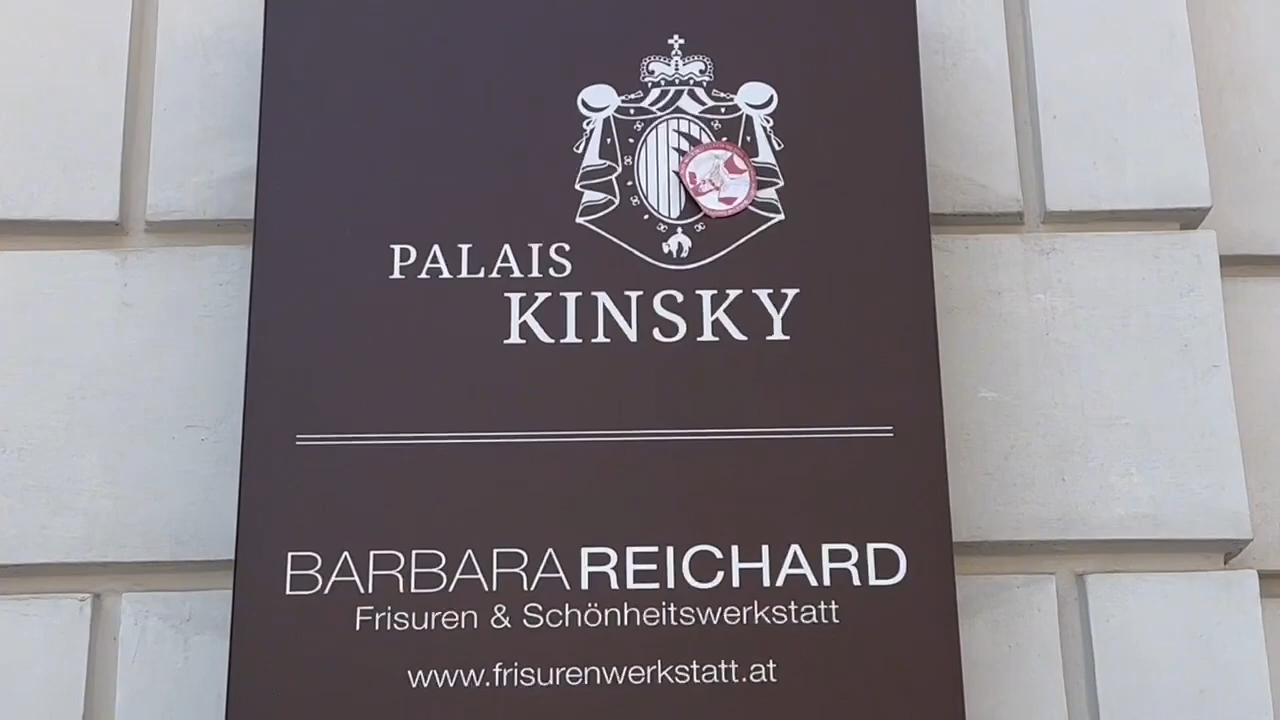 PALAIS
KINSKY
BARBARA REICHARD
Frisuren & Schönheitswerkstatt
www.frisurenwerkstatt.at